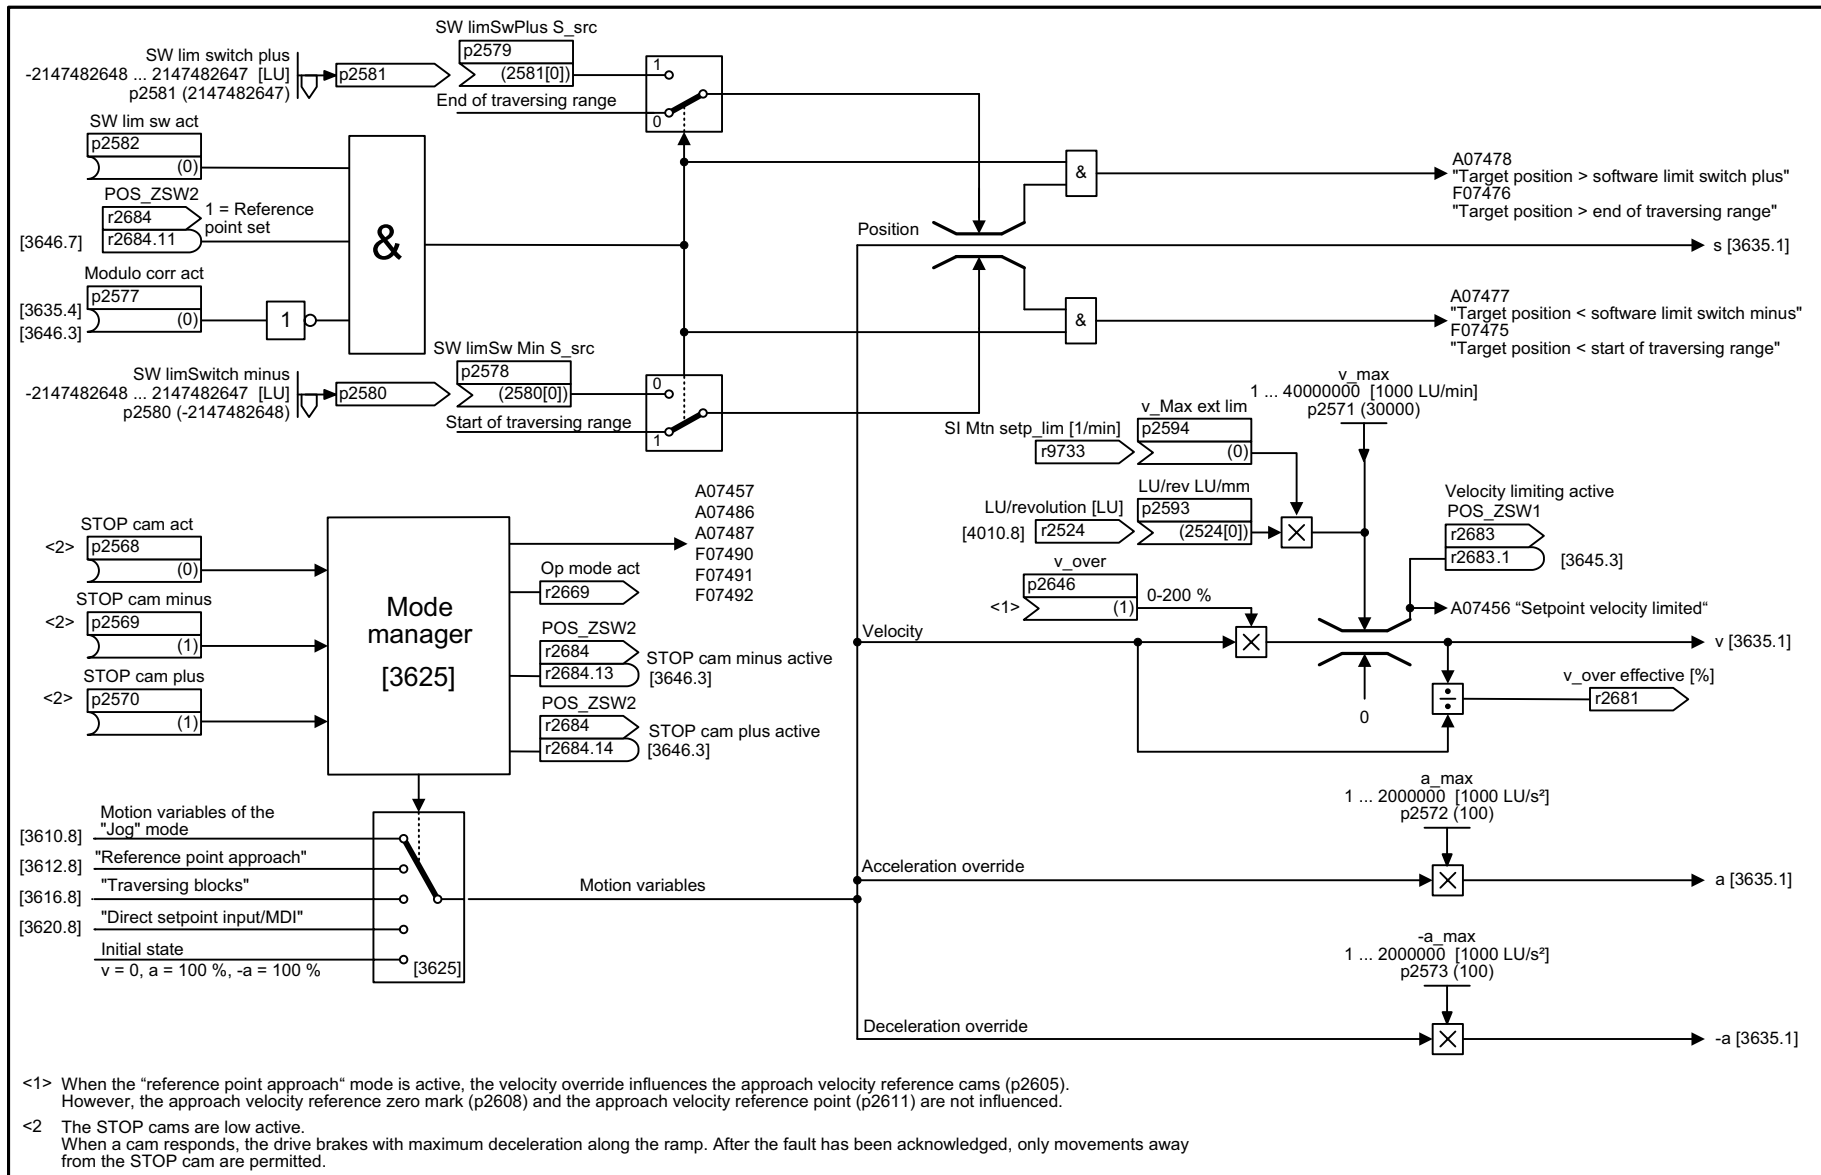 SW limSwPlus S_src
SW lim switch plus
-2147482648 ... 2147482647 [LU]
p2581 (2147482647)
p2581
p2579
(2581[0])
End of traversing range
1
0
SW lim sw act
p2582
(0)
POS_ZSW2
r2684
r2684.11
1 = Reference
point set
[3646.7]
Modulo corr act
p2577
(0)
[3635.4]
[3646.3]
1
&
SW limSwitch minus
-2147482648 ... 2147482647 [LU]
p2580 (-2147482648)
p2580
SW limSw Min S_src
p2578
(2580[0])
Start of traversing range
0
1
Position
&
A07478
"Target position > software limit switch plus"
F07476
"Target position > end of traversing range"
s [3635.1]
&
A07477
"Target position < software limit switch minus"
F07475
"Target position < start of traversing range"
v_max
1 ... 40000000 [1000 LU/min]
p2571 (30000)
v_Max ext lim
SI Mtn setp_lim [1/min]
r9733
p2594
(0)
LU/rev LU/mm
LU/revolution [LU]
[4010.8]
r2524
p2593
(2524[0])
v_over
<1>
p2646
(1)
0-200 %
Velocity limiting active
POS_ZSW1
r2683
r2683.1
[3645.3]
A07456 “Setpoint velocity limited“
Velocity
0
v [3635.1]
v_over effective [%]
r2681
STOP cam act
<2>
p2568
(0)
STOP cam minus
<2>
p2569
(1)
STOP cam plus
<2>
p2570
(1)
Mode
manager
[3625]
A07457
A07486
A07487
F07490
F07491
F07492
Op mode act
r2669
POS_ZSW2
r2684
r2684.13
STOP cam minus active
[3646.3]
POS_ZSW2
r2684
r2684.14
STOP cam plus active
[3646.3]
Motion variables of the
"Jog" mode
[3610.8]
"Reference point approach"
[3612.8]
"Traversing blocks"
[3616.8]
"Direct setpoint input/MDI"
[3620.8]
Initial state
v = 0, a = 100 %, -a = 100 %
[3625]
Motion variables
a_max
1 ... 2000000 [1000 LU/s²]
p2572 (100)
Acceleration override
a [3635.1]
-a_max
1 ... 2000000 [1000 LU/s²]
p2573 (100)
Deceleration override
-a [3635.1]
<1> When the “reference point approach“ mode is active, the velocity override influences the approach velocity reference cams (p2605).
However, the approach velocity reference zero mark (p2608) and the approach velocity reference point (p2611) are not influenced.
<2 The STOP cams are low active.
When a cam responds, the drive brakes with maximum deceleration along the ramp. After the fault has been acknowledged, only movements away
from the STOP cam are permitted.